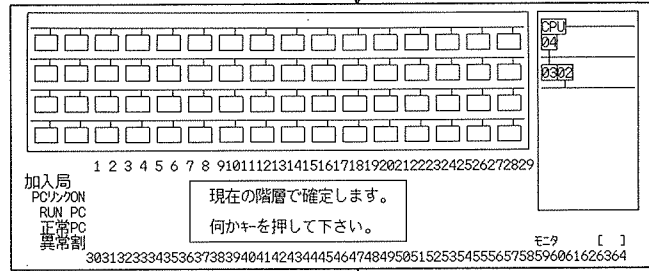 CPU
04
0302
1 2 3 4 5 6 7 8 91011121314151617181920212223242526272829
加入局
PCリンクON
RUN PC
正常PC
異常割
現在の階層で確定します。
何かキーを押して下さい。
モニタ [ ]
3031323334353637383940414243444546474849505152535455565758596061626364